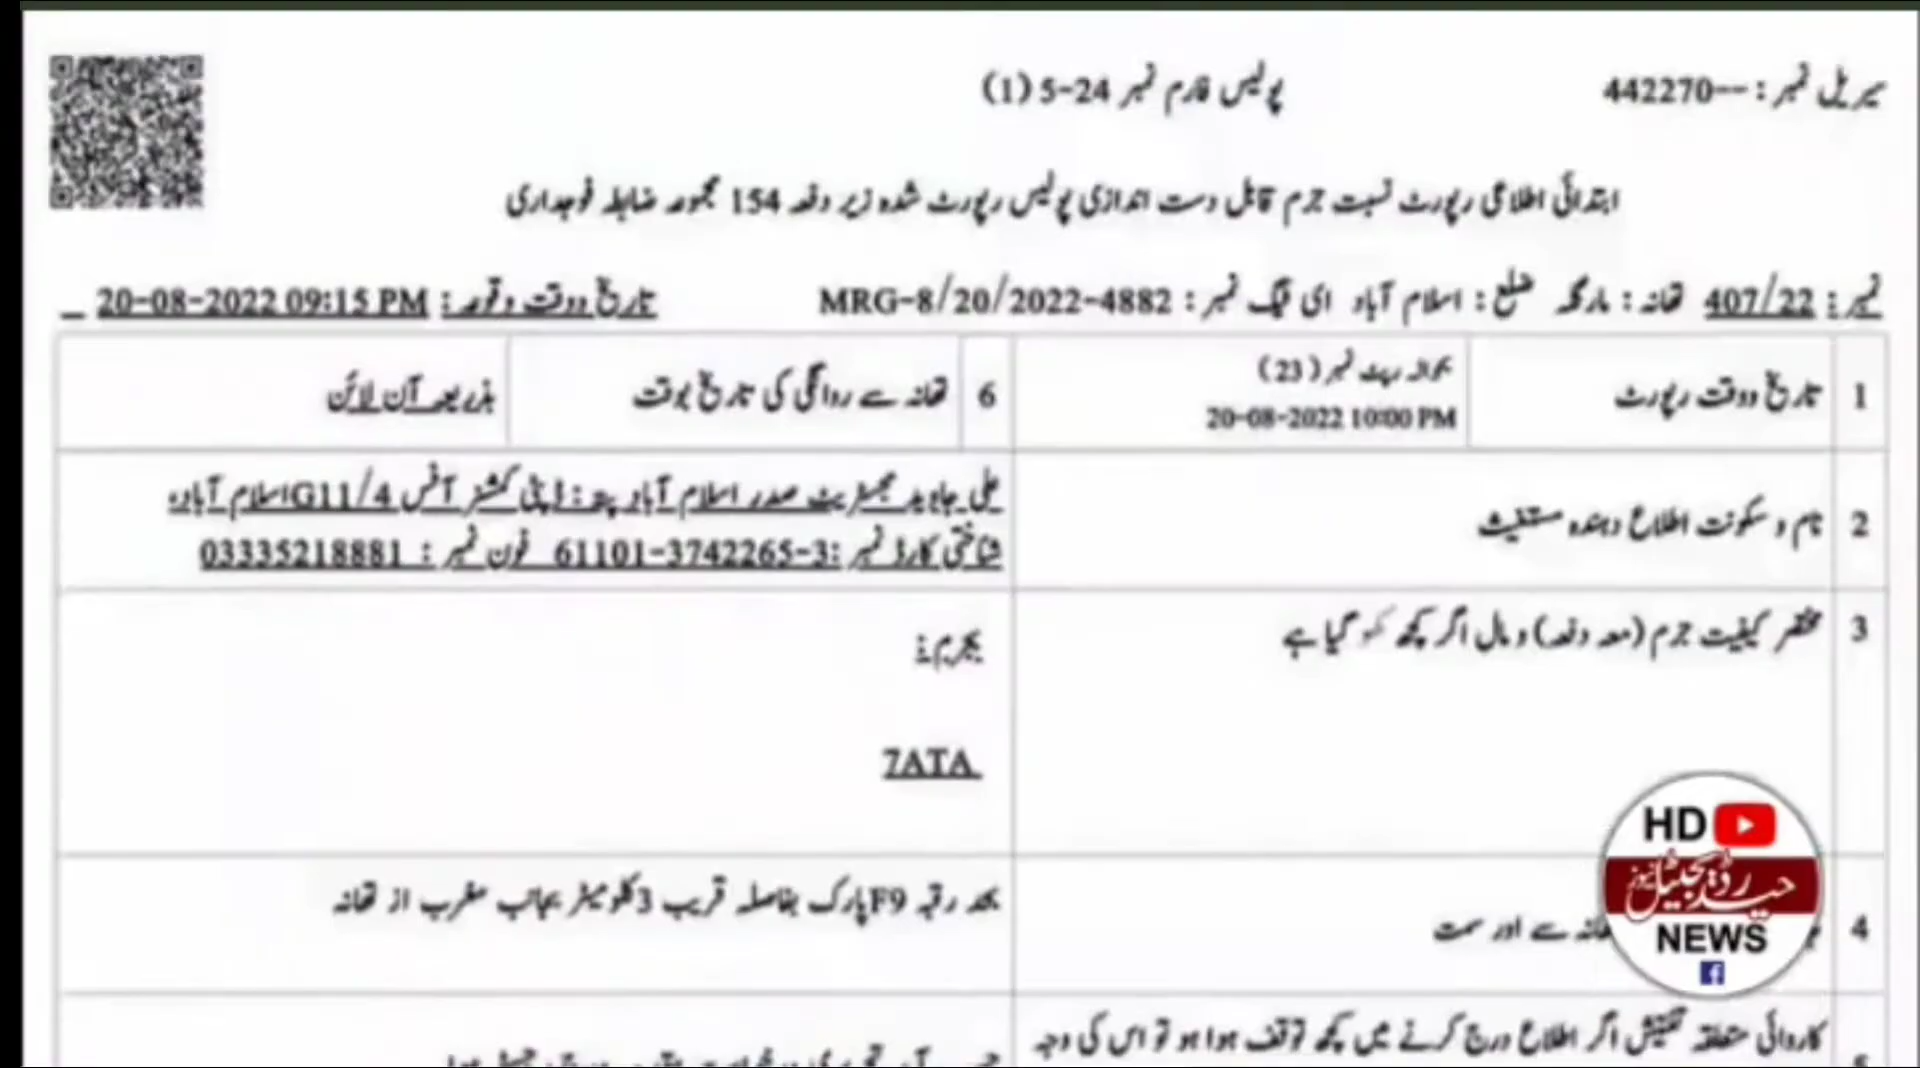 سیریل نمبر: --442270
پولیس فارم نمبر 24-5 (1)
ابتدائی اطلاعی رپورٹ نسبت جرم قابل دست اندازی پولیس رپورٹ شدہ زیر دفعہ 154 مجموعہ ضابطہ فوجداری
نمبر: 407/22 تھانہ: مارگلہ ضلع: اسلام آباد ای ٹیگ نمبر: MRG-8/20/2022-4882 تاریخ ووقت وقوعہ: 20-08-2022 09:15 PM
1 تاریخ ووقت رپورٹ
بحوالہ رپٹ نمبر (23)
20-08-2022 10:00 PM
6 تھانہ سے روانگی کی تاریخ بوقت
بذریعہ آن لائن
2 نام و سکونت اطلاع دہندہ مستغیث
علی جاوید مجسٹریٹ صدر اسلام آباد پتہ: ڈپٹی کمشنر آفس G11/4 اسلام آباد
شناختی کارڈ نمبر: 61101-3742265-3 فون نمبر: 03335218881
3 مختصر کیفیت جرم (معہ دفعہ) و مال اگر کچھ کھو گیا ہے
بجرم:
7ATA
4 تھانہ سے اور سمت
بحد رقبہ F9 پارک بفاصلہ قریب 3 کلومیٹر بجانب مغرب از تھانہ
کاروائی متعلقہ تفتیش اگر اطلاع درج کرنے میں کچھ توقف ہوا ہو تو اس کی وجہ
HD
حیدر ڈیجیٹل نیوز
NEWS